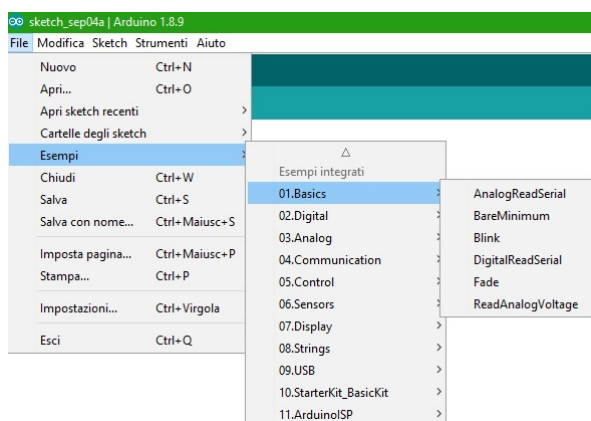 sketch_sep04a | Arduino 1.8.9
File Modifica Sketch Strumenti Aiuto
Nuovo Ctrl+N
Apri... Ctrl+O
Apri sketch recenti
Cartelle degli sketch
Esempi
Chiudi Ctrl+W
Salva Ctrl+S
Salva con nome... Ctrl+Maiusc+S
Imposta pagina... Ctrl+Maiusc+P
Stampa... Ctrl+P
Impostazioni... Ctrl+Virgola
Esci Ctrl+Q
Esempi integrati
01.Basics
02.Digital
03.Analog
04.Communication
05.Control
06.Sensors
07.Display
08.Strings
09.USB
10.StarterKit_BasicKit
11.ArduinoISP
AnalogReadSerial
BareMinimum
Blink
DigitalReadSerial
Fade
ReadAnalogVoltage